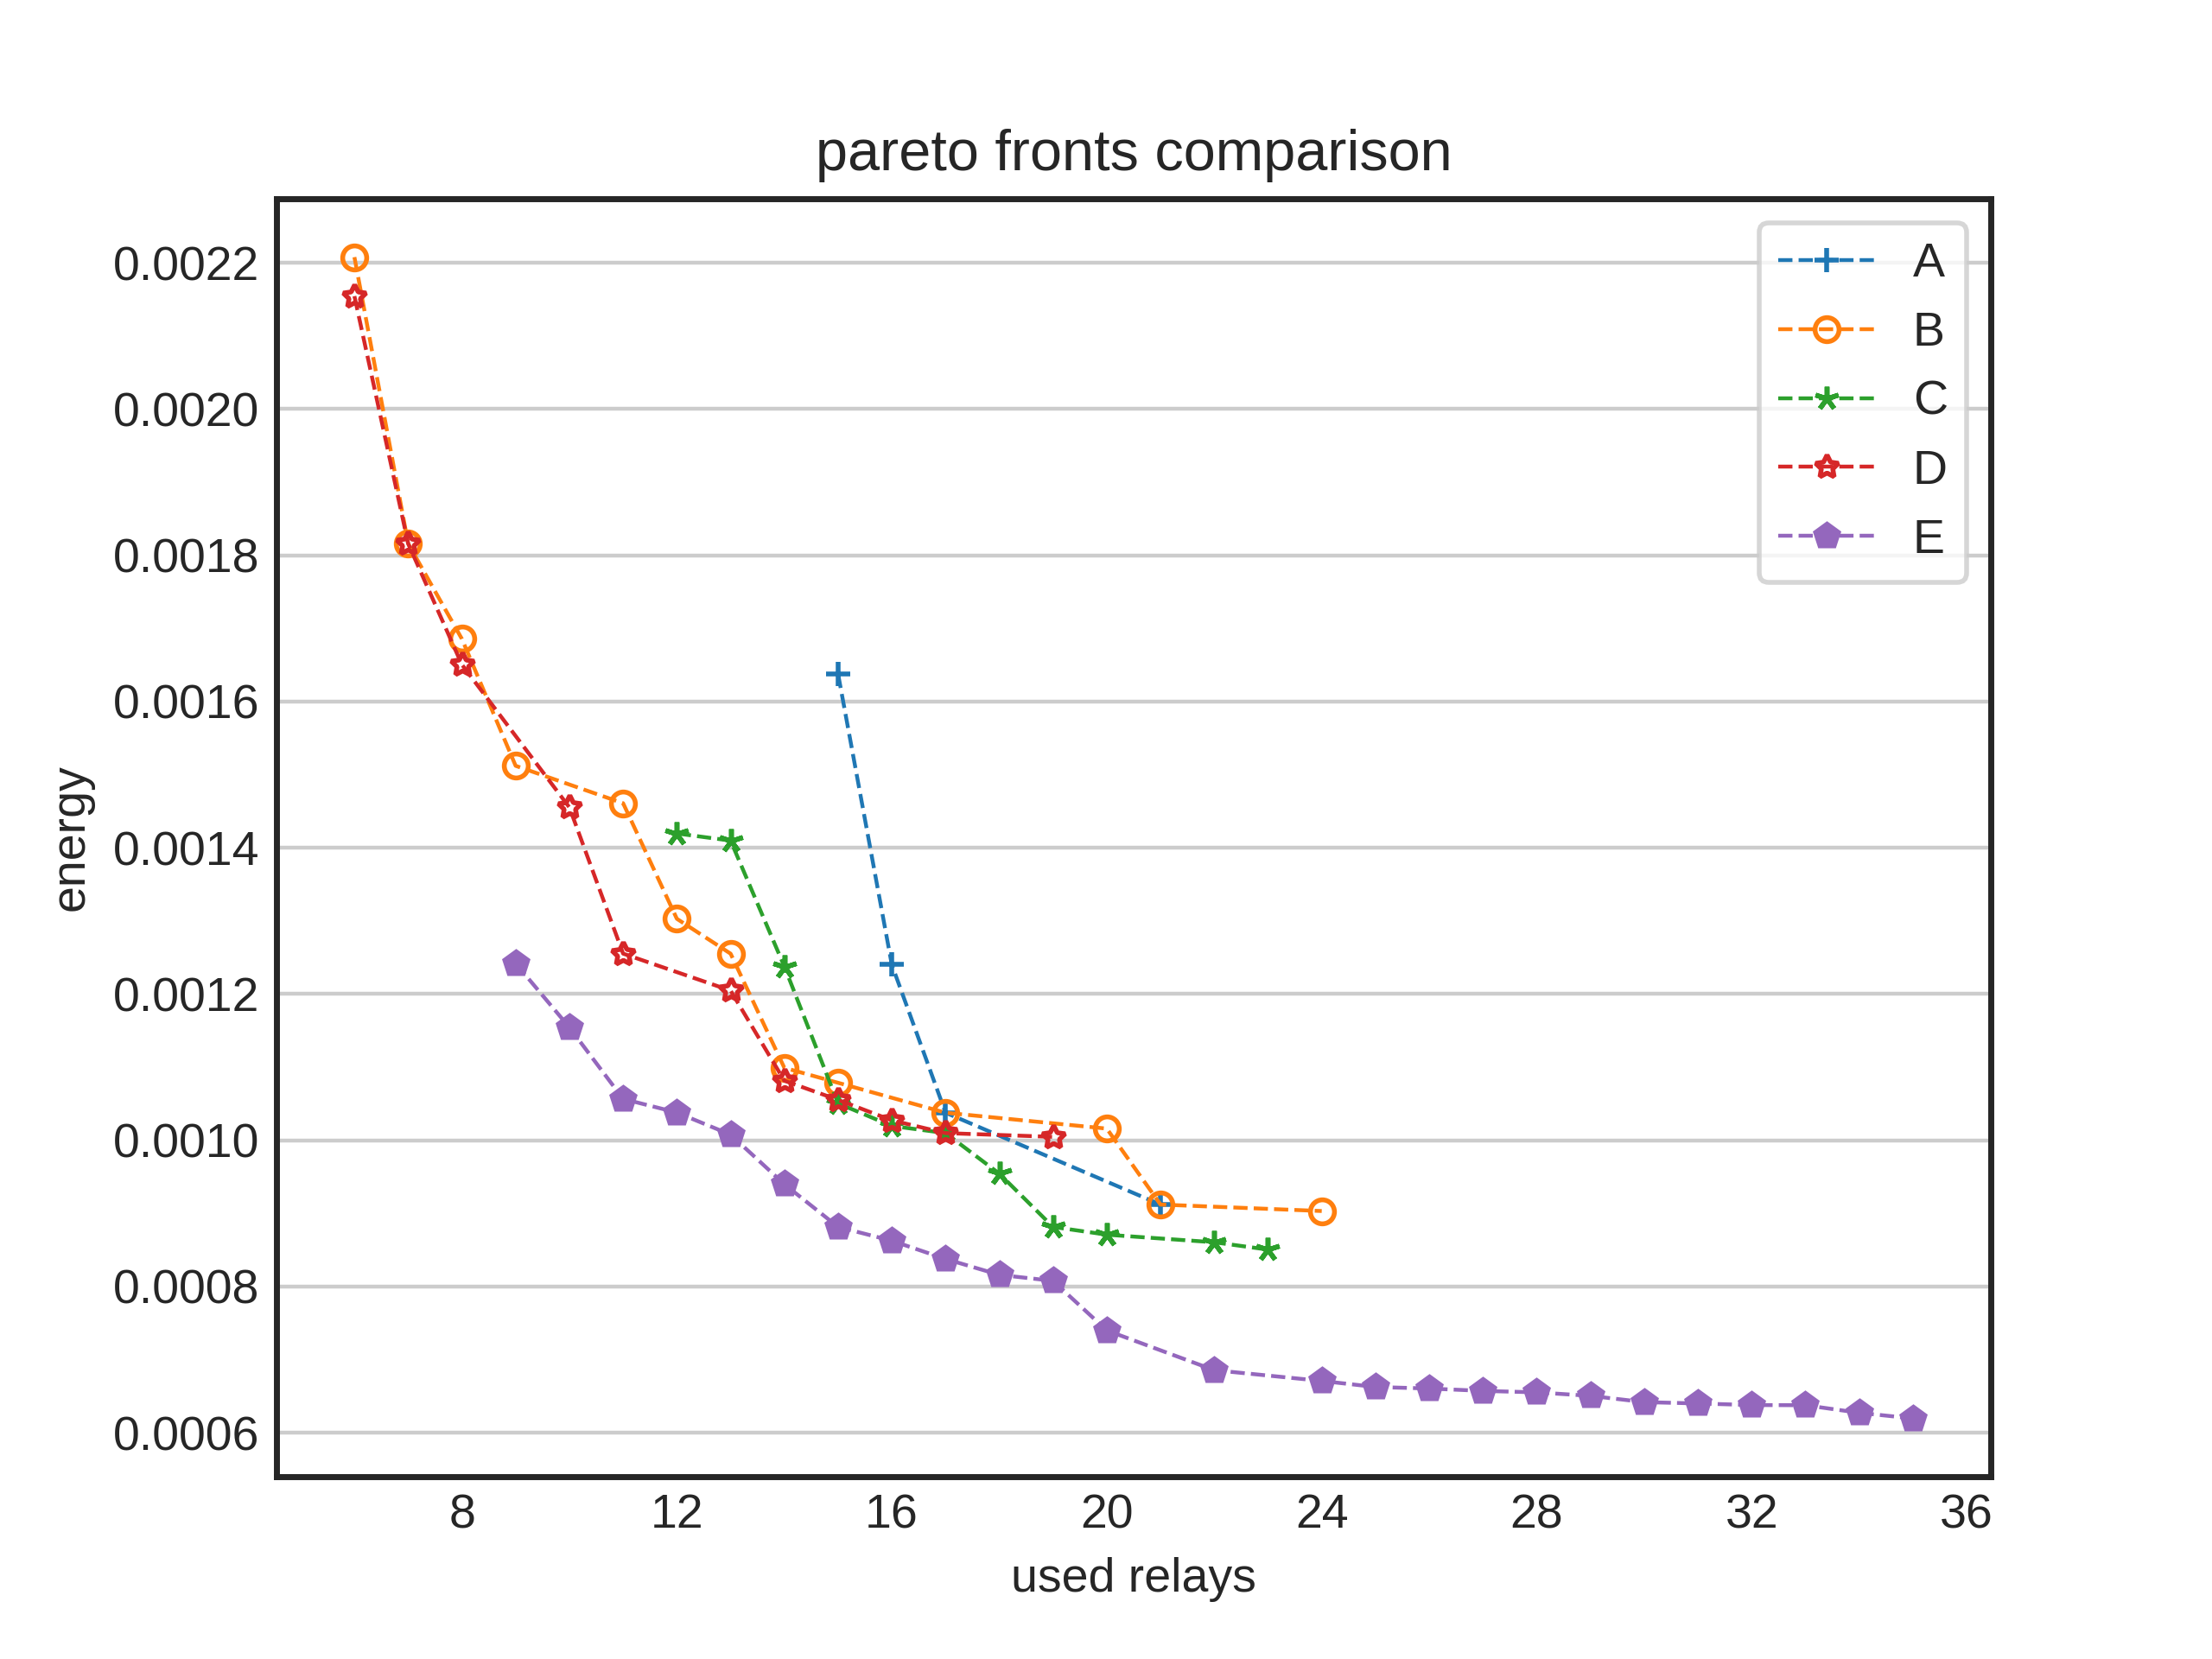 pareto fronts comparison
A
B
C
D
E
0.0022
0.0020
0.0018
0.0016
0.0014
0.0012
0.0010
0.0008
0.0006
energy
8 12 16 20 24 28 32 36
used relays